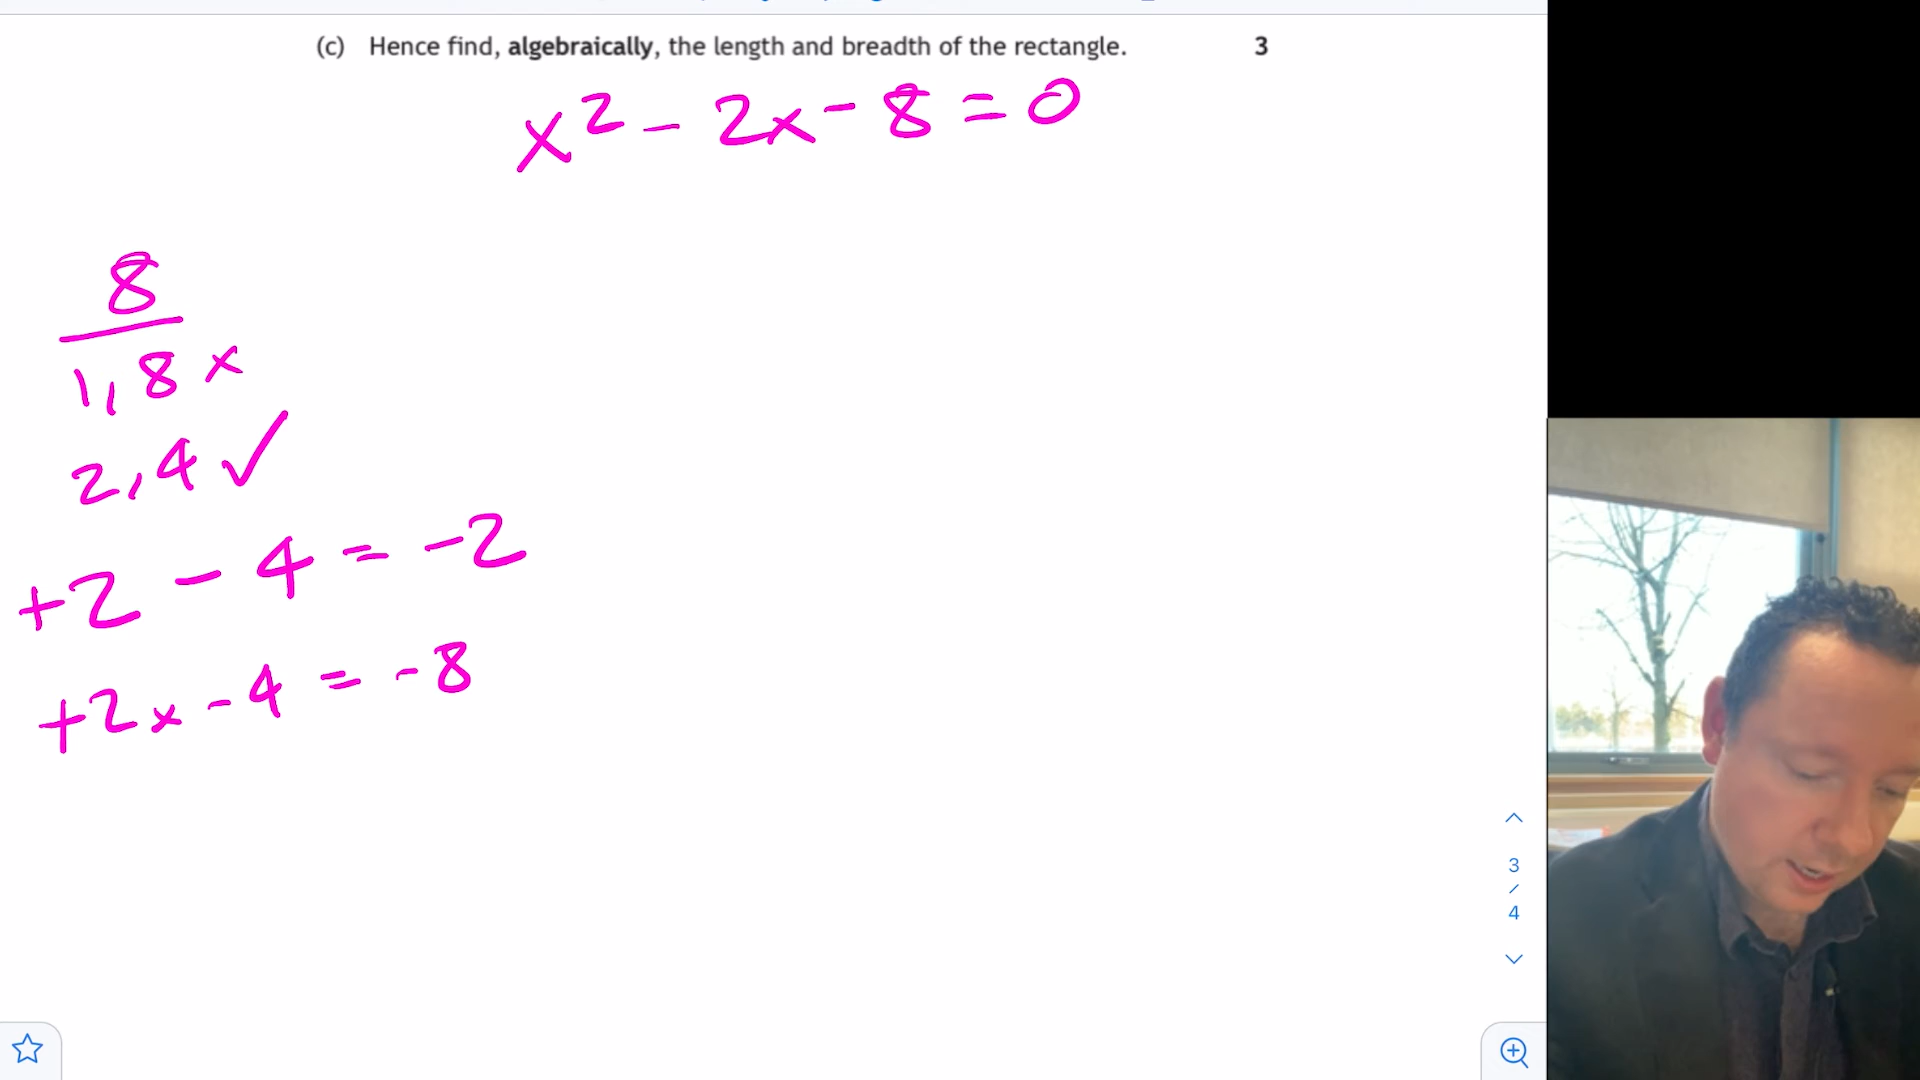 (c) Hence find, algebraically, the length and breadth of the rectangle. 3
x² - 2x - 8 = 0
8
1, 8 x
2, 4 ✓
+2 - 4 = -2
+2 x -4 = -8
3
/
4